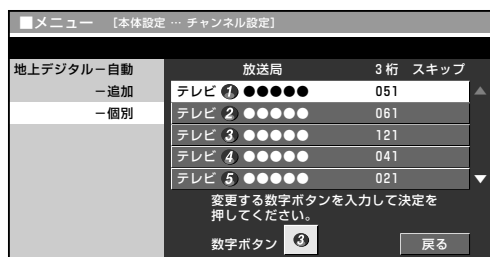 ■メニュー [本体設定 … チャンネル設定]
地上デジタルー自動
ー追加
ー個別
放送局 3桁 スキップ
テレビ ❶ ●●●●● 051
テレビ ❷ ●●●●● 061
テレビ ❸ ●●●●● 121
テレビ ❹ ●●●●● 041
テレビ ❺ ●●●●● 021
変更する数字ボタンを入力して決定を
押してください。
数字ボタン ❸ 戻る